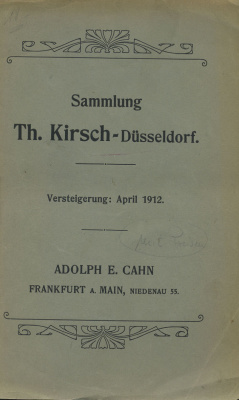 Sammlung
Th. Kirsch-Düsseldorf.
Versteigerung: April 1912.
ADOLPH E. CAHN
FRANKFURT A. MAIN, NIEDENAU 55.